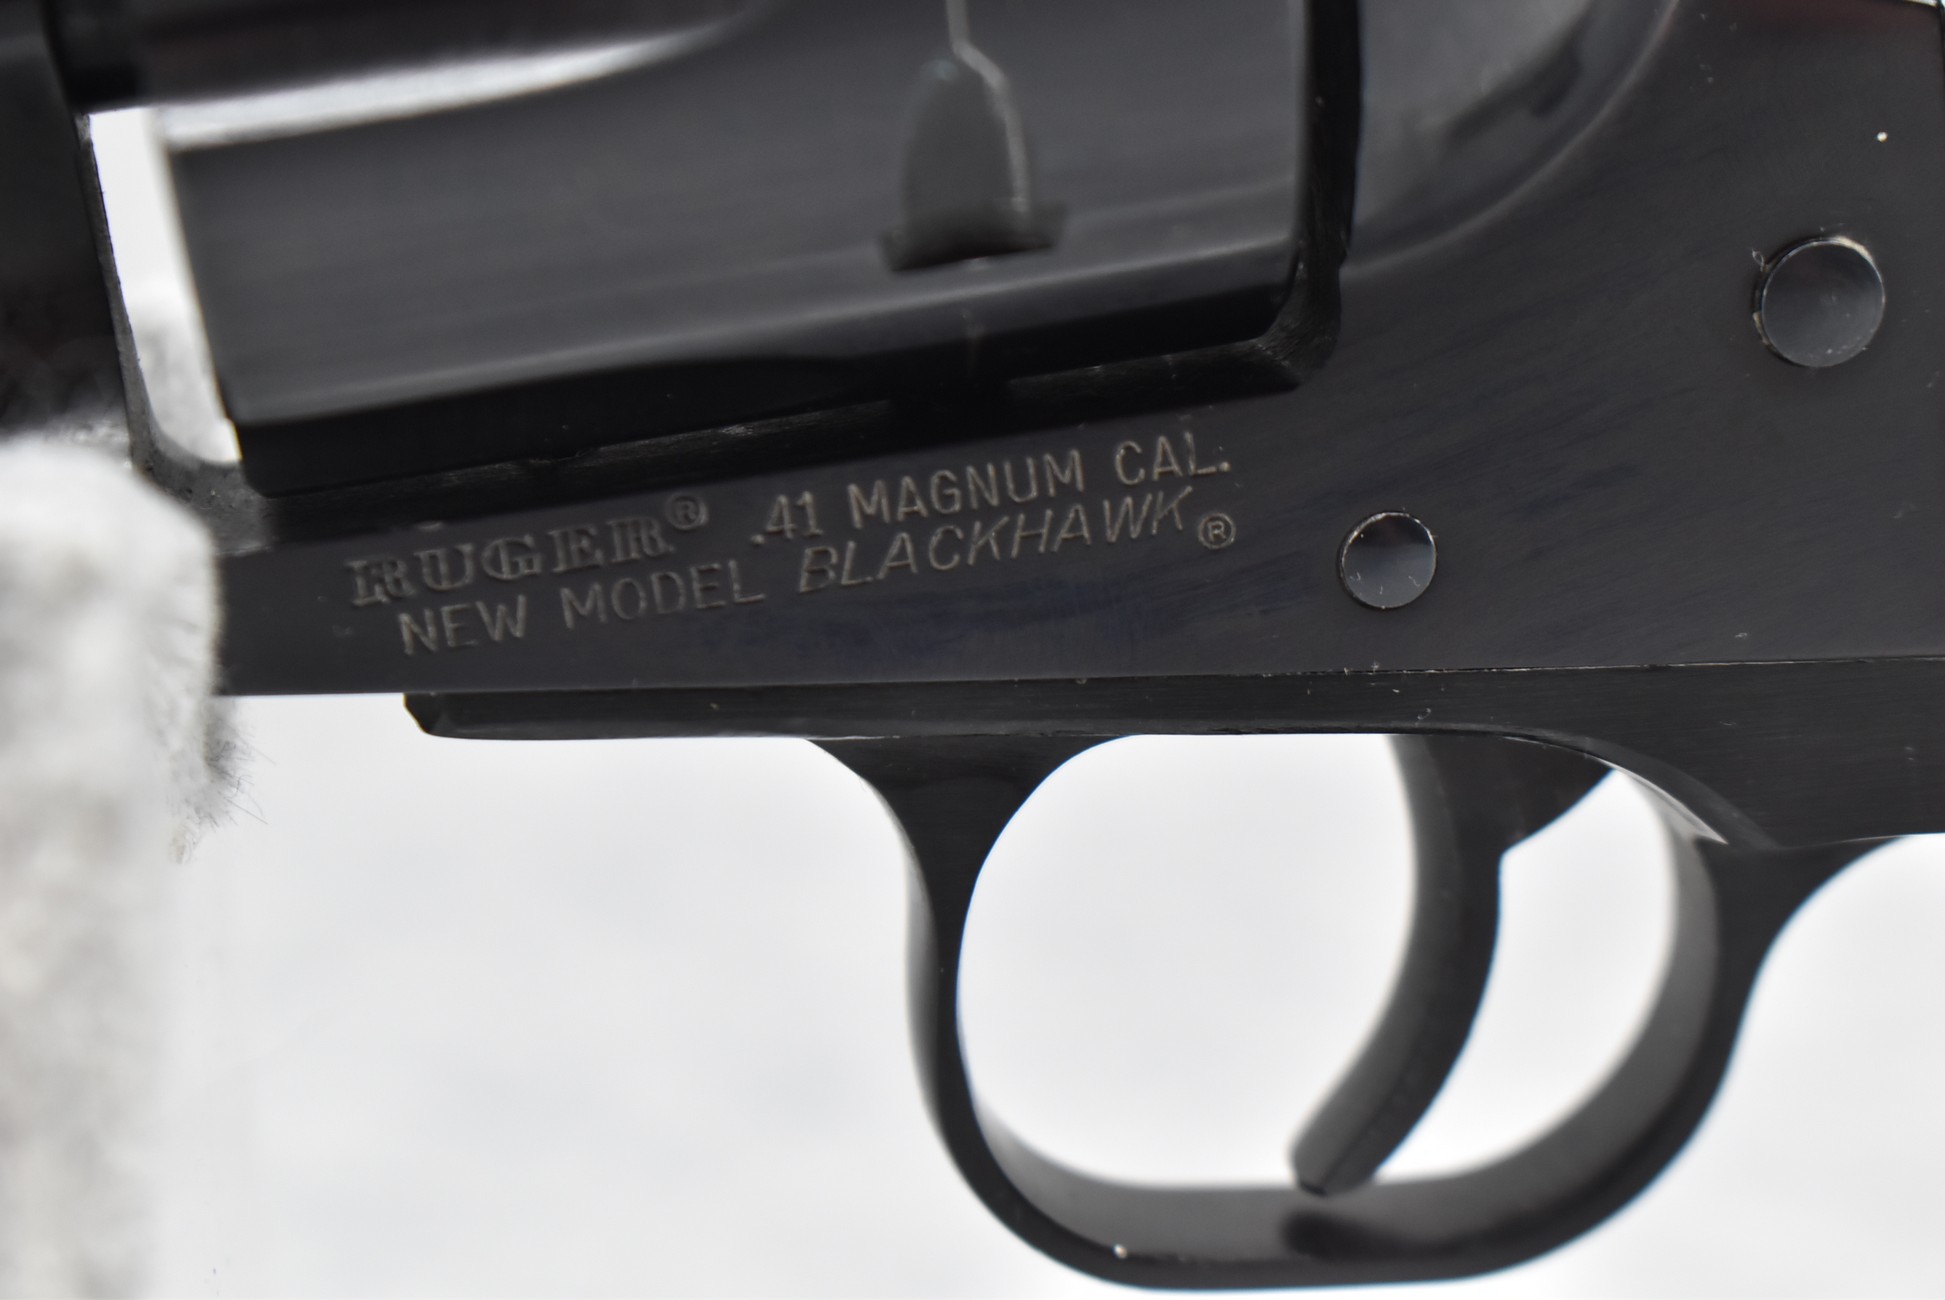 RUGER® .41 MAGNUM CAL.
NEW MODEL BLACKHAWK®